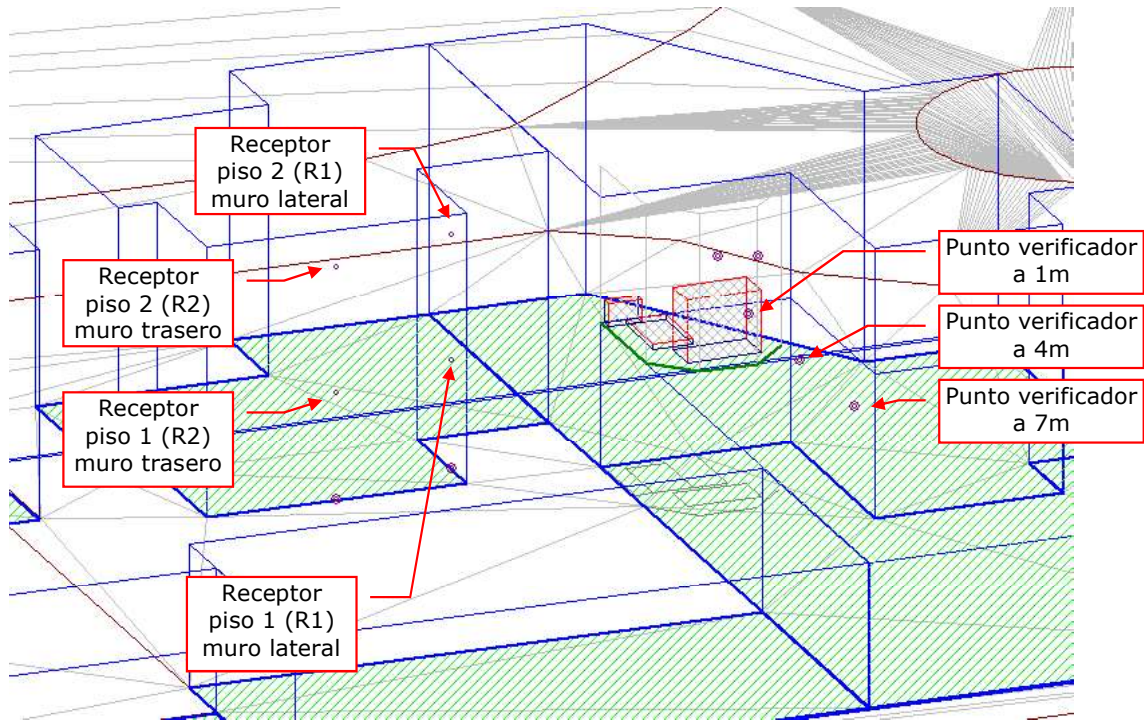 Receptor
piso 2 (R1)
muro lateral
Receptor
piso 2 (R2)
muro trasero
Receptor
piso 1 (R2)
muro trasero
Receptor
piso 1 (R1)
muro lateral
Punto verificador
a 1m
Punto verificador
a 4m
Punto verificador
a 7m